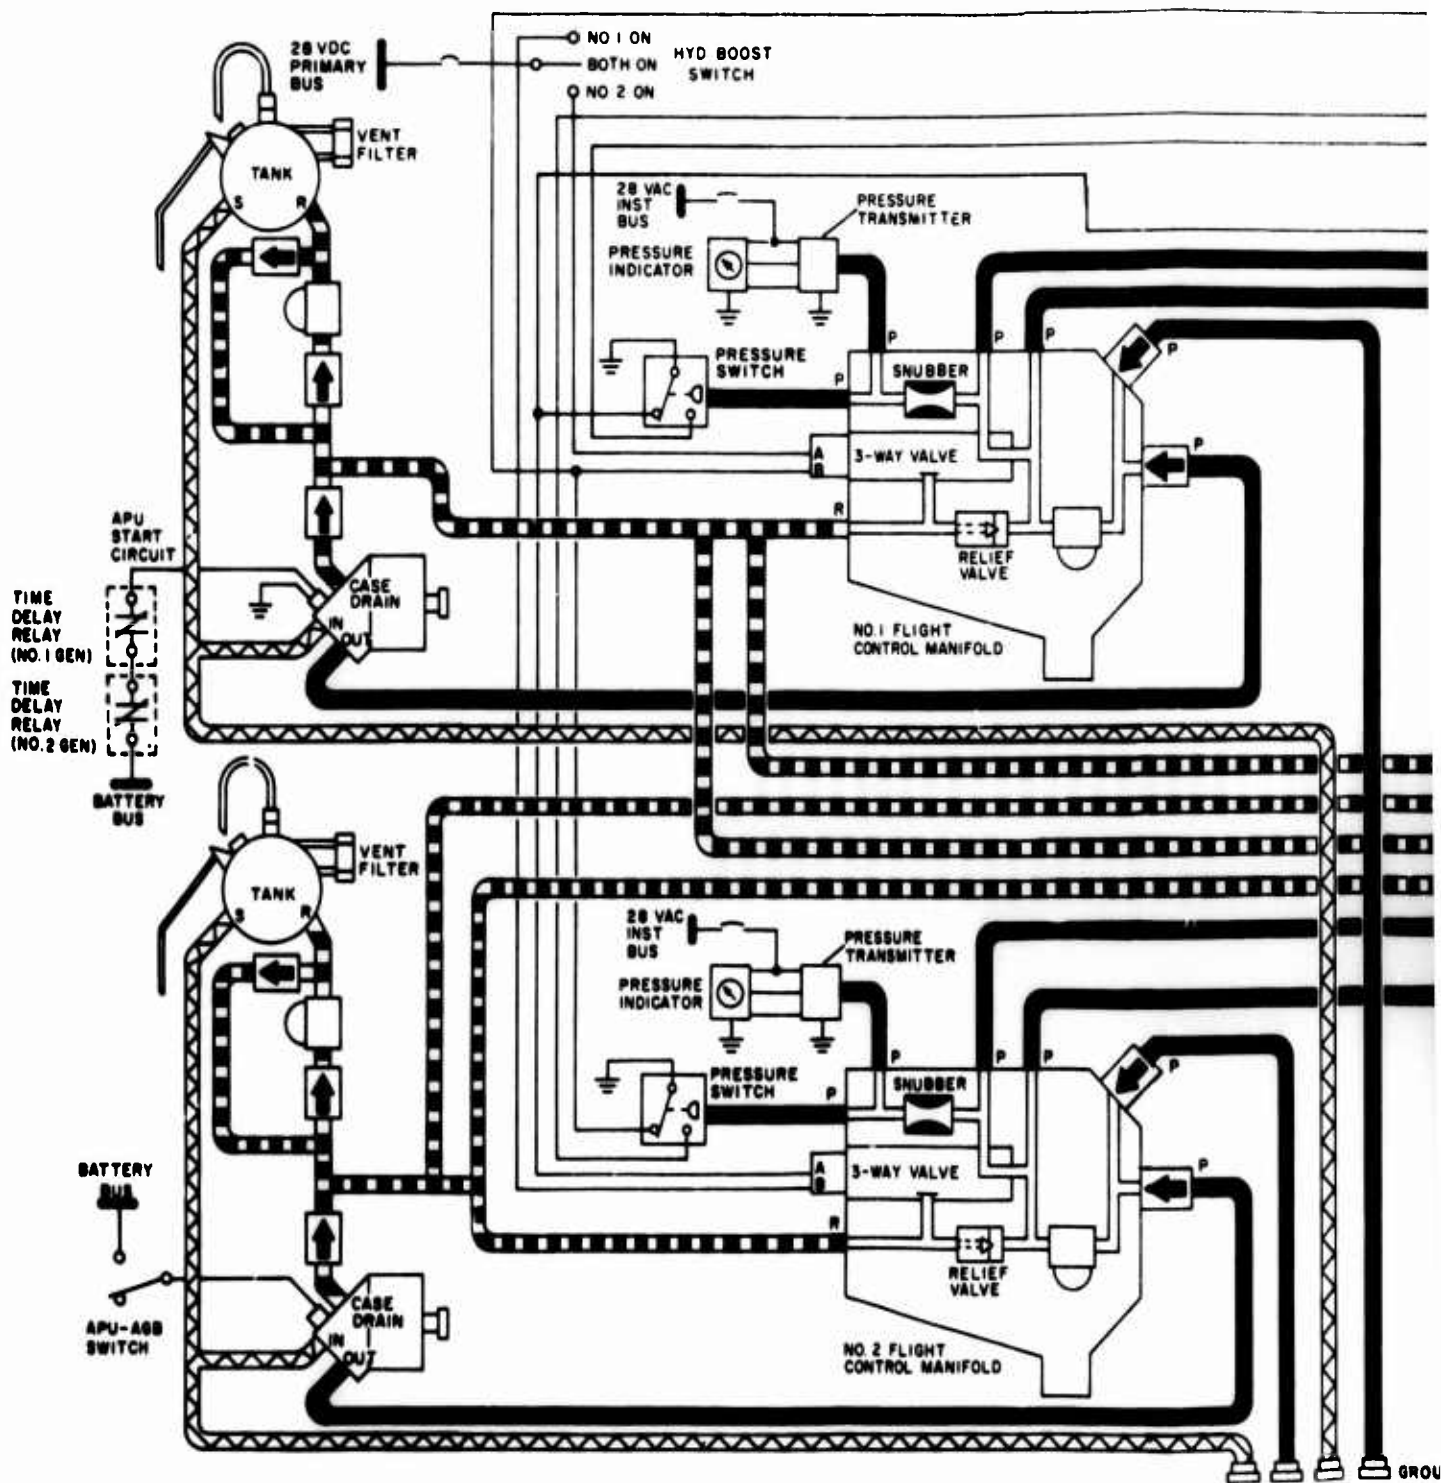 28 VDC
PRIMARY
BUS
NO 1 ON
BOTH ON
NO 2 ON
HYD BOOST
SWITCH
VENT
FILTER
TANK
S
R
28 VAC
INST
BUS
PRESSURE
TRANSMITTER
PRESSURE
INDICATOR
P
P
P
P
PRESSURE
SWITCH
P
SNUBBER
A
B
3-WAY VALVE
P
R
RELIEF
VALVE
APU
START
CIRCUIT
CASE
DRAIN
IN
OUT
TIME
DELAY
RELAY
(NO. 1 GEN)
NO. 1 FLIGHT
CONTROL MANIFOLD
TIME
DELAY
RELAY
(NO. 2 GEN)
BATTERY
BUS
VENT
FILTER
TANK
S
R
28 VAC
INST
BUS
PRESSURE
TRANSMITTER
PRESSURE
INDICATOR
P
P
P
P
PRESSURE
SWITCH
P
SNUBBER
A
B
3-WAY VALVE
P
R
RELIEF
VALVE
BATTERY
BUS
APU-AGB
SWITCH
CASE
DRAIN
IN
OUT
NO. 2 FLIGHT
CONTROL MANIFOLD
GROU